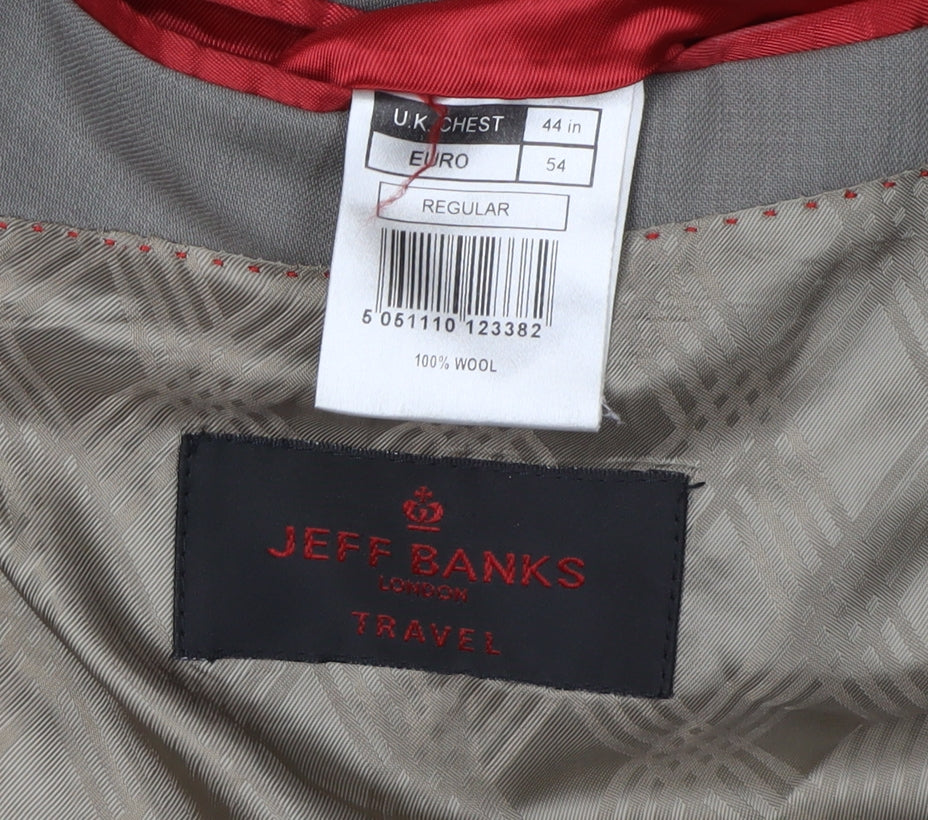 U.K. CHEST 44 in
EURO 54
REGULAR
5 051110 123382
100% WOOL
JEFF BANKS
LONDON
TRAVEL